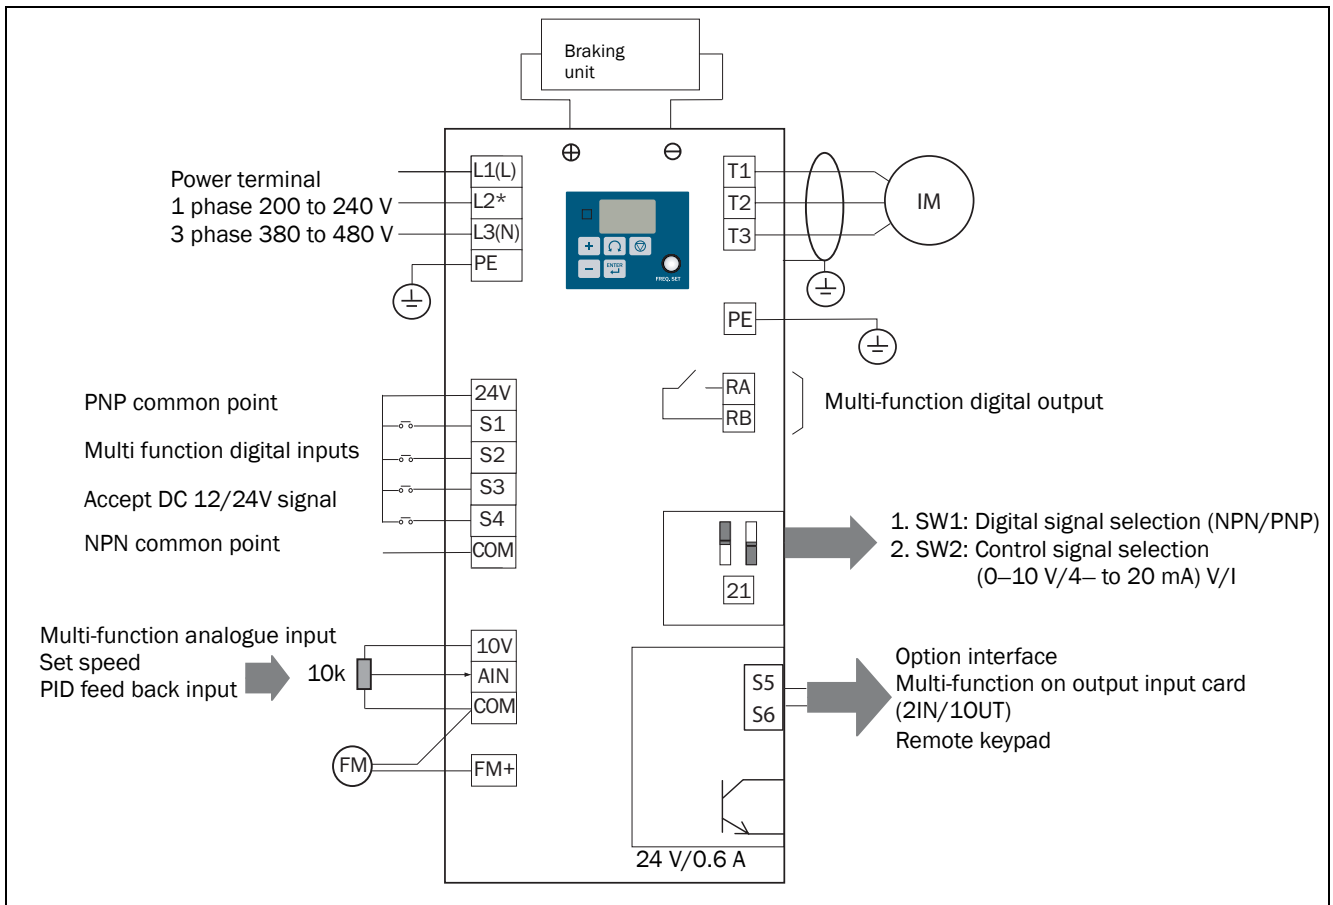 Braking
unit
Power terminal
1 phase 200 to 240 V
3 phase 380 to 480 V
L1(L)
L2*
L3(N)
PE
ENTER
FREQ. SET
T1
T2
T3
IM
PE
PNP common point
Multi function digital inputs
Accept DC 12/24V signal
NPN common point
24V
S1
S2
S3
S4
COM
RA
RB
Multi-function digital output
21
1. SW1: Digital signal selection (NPN/PNP)
2. SW2: Control signal selection
(0–10 V/4– to 20 mA) V/I
Multi-function analogue input
Set speed
PID feed back input
10k
10V
AIN
COM
FM
FM+
S5
S6
Option interface
Multi-function on output input card
(2IN/1OUT)
Remote keypad
24 V/0.6 A